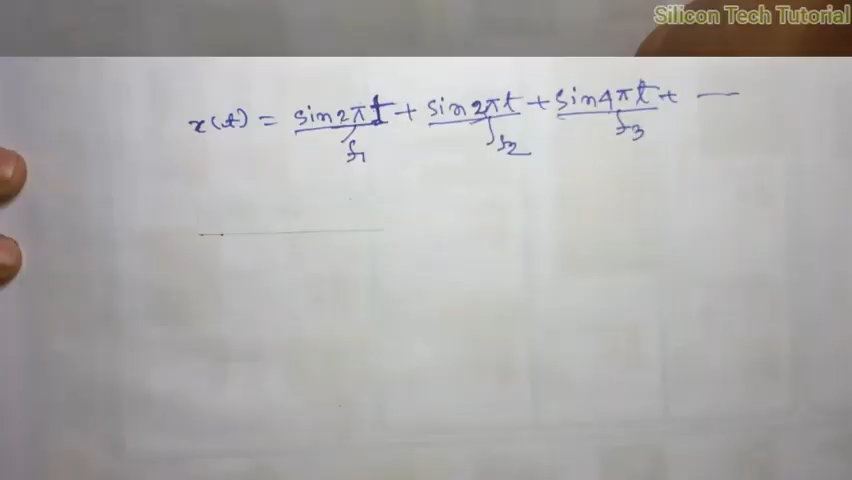 Silicon Tech Tutorial
x(t) = sin2πt + sin2πt + sin4πt + —
f1 f2 f3